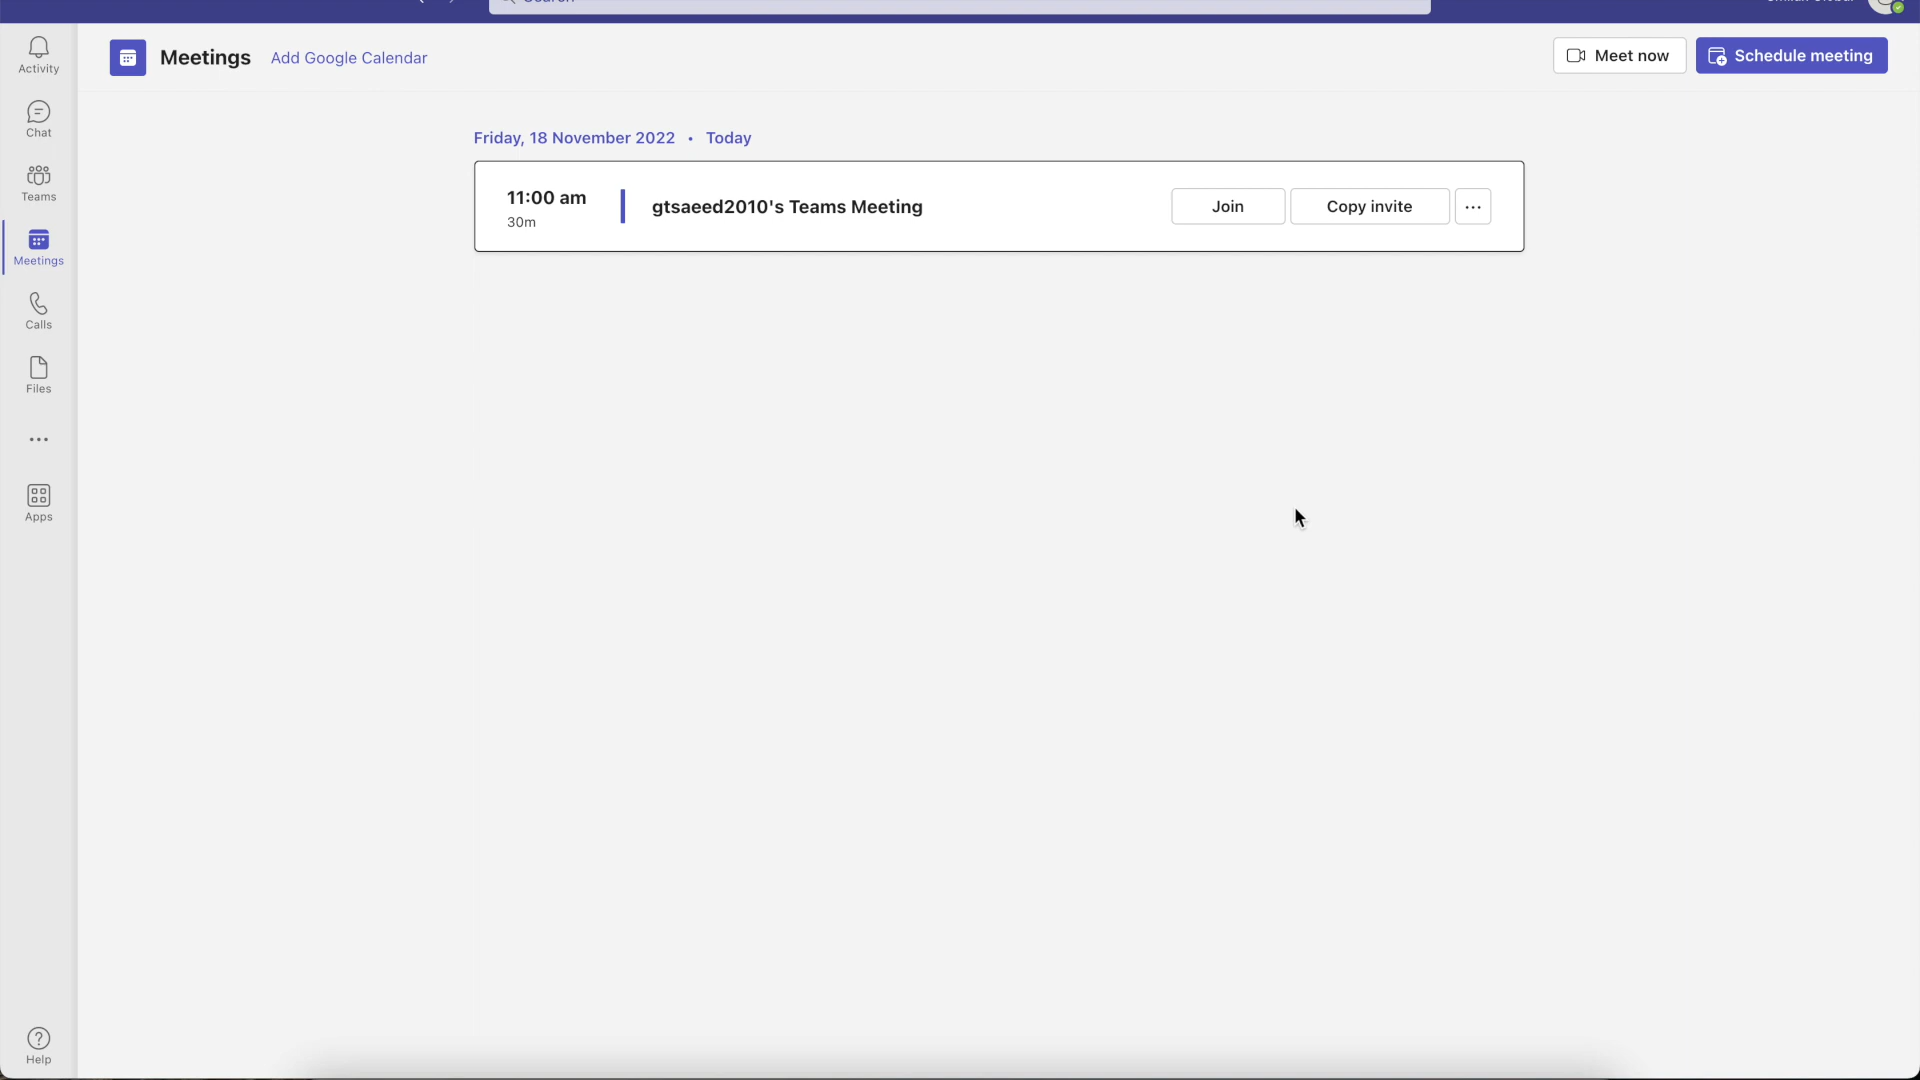 Activity
Chat
Teams
Meetings
Calls
Files
Apps
Help
Meetings
Add Google Calendar
Meet now
Schedule meeting
Friday, 18 November 2022 • Today
11:00 am
30m
gtsaeed2010's Teams Meeting
Join
Copy invite